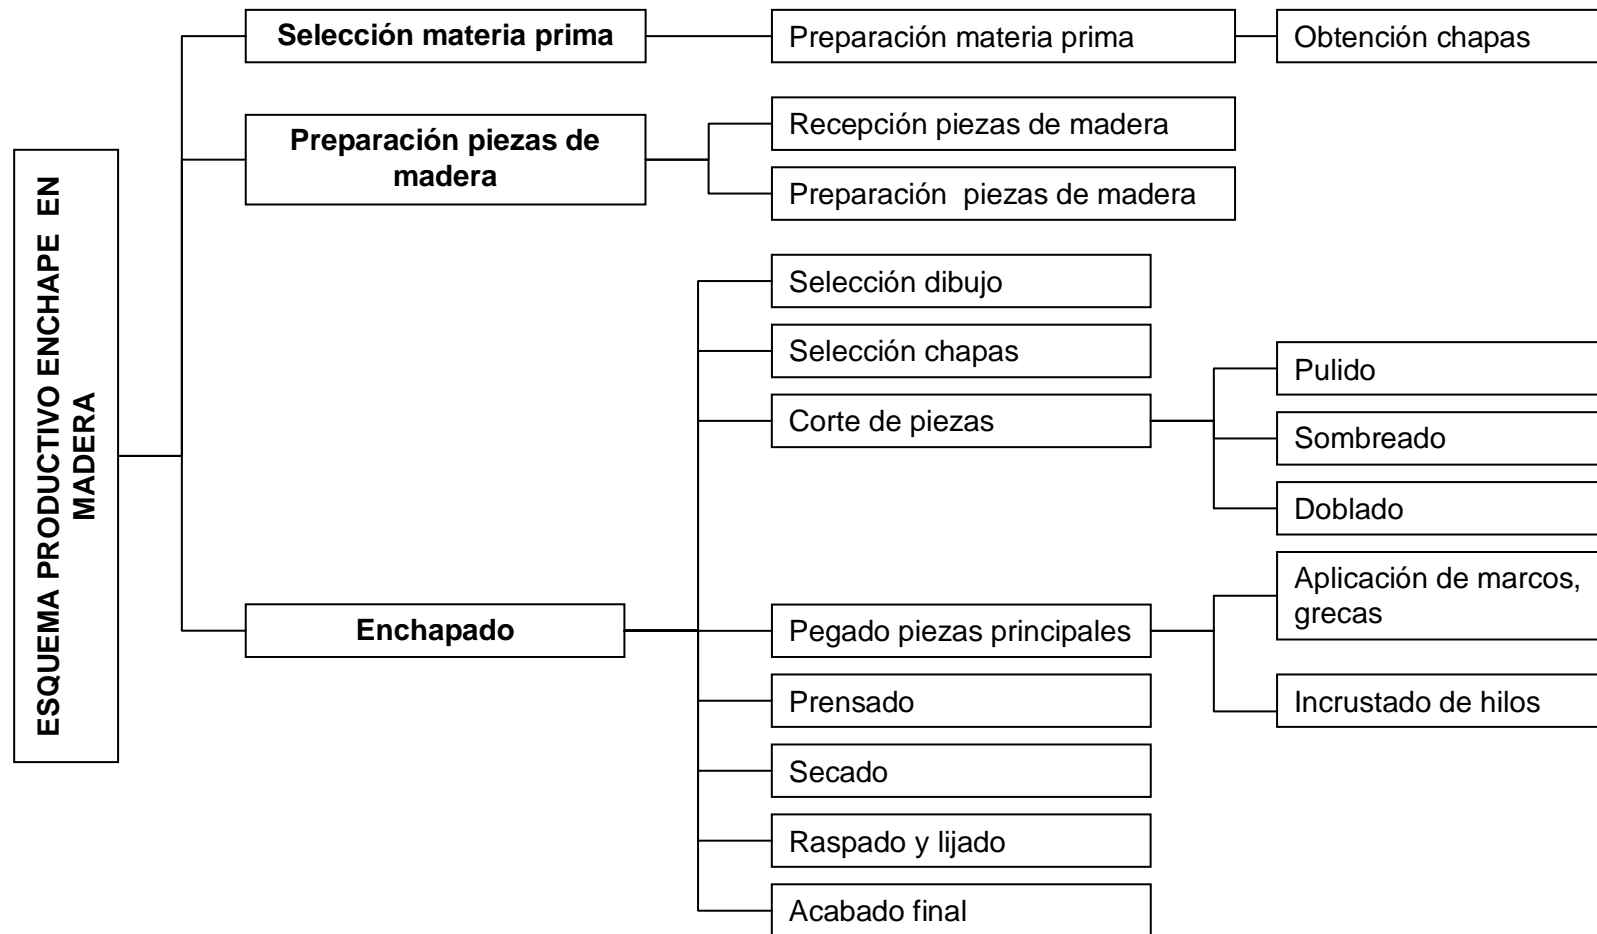 ESQUEMA PRODUCTIVO ENCHAPE EN
MADERA
Selección materia prima
Preparación materia prima
Obtención chapas
Preparación piezas de
madera
Recepción piezas de madera
Preparación piezas de madera
Enchapado
Selección dibujo
Selección chapas
Corte de piezas
Pulido
Sombreado
Doblado
Pegado piezas principales
Aplicación de marcos,
grecas
Incrustado de hilos
Prensado
Secado
Raspado y lijado
Acabado final